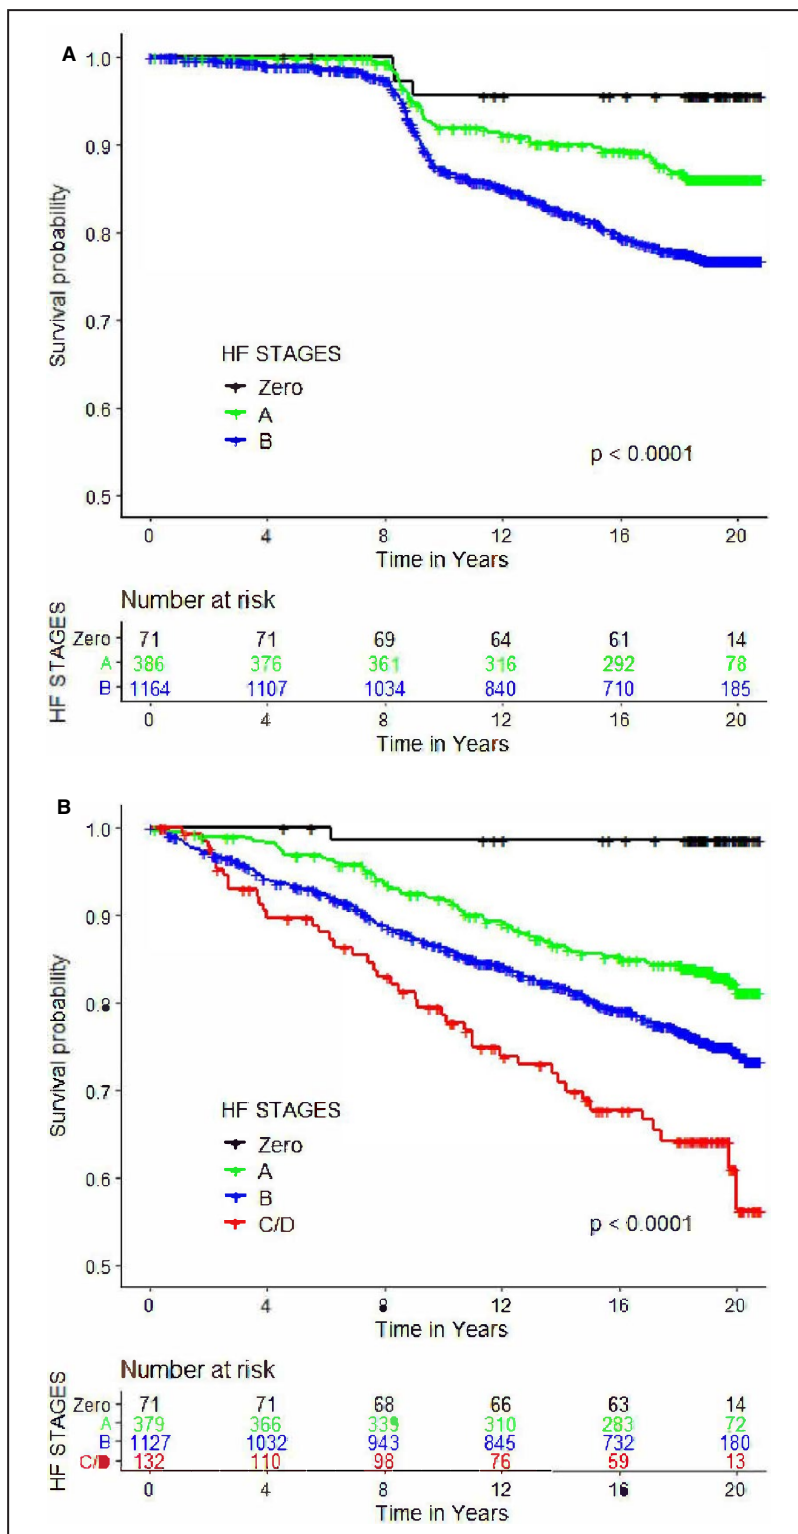 A
1.0
0.9
0.8
0.7
0.6
0.5
Survival probability
HF STAGES
Zero
A
B
p < 0.0001
0 4 8 12 16 20
Time in Years
Number at risk
HF STAGES
Zero 71 71 69 64 61 14
A 386 376 361 316 292 78
B 1164 1107 1034 840 710 185
0 4 8 12 16 20
Time in Years
B
1.0
0.9
0.8
0.7
0.6
0.5
Survival probability
HF STAGES
Zero
A
B
C/D
p < 0.0001
0 4 8 12 16 20
Time in Years
Number at risk
HF STAGES
Zero 71 71 68 66 63 14
A 379 366 339 310 283 72
B 1127 1032 943 845 732 180
C/D 132 110 98 76 59 13
0 4 8 12 16 20
Time in Years